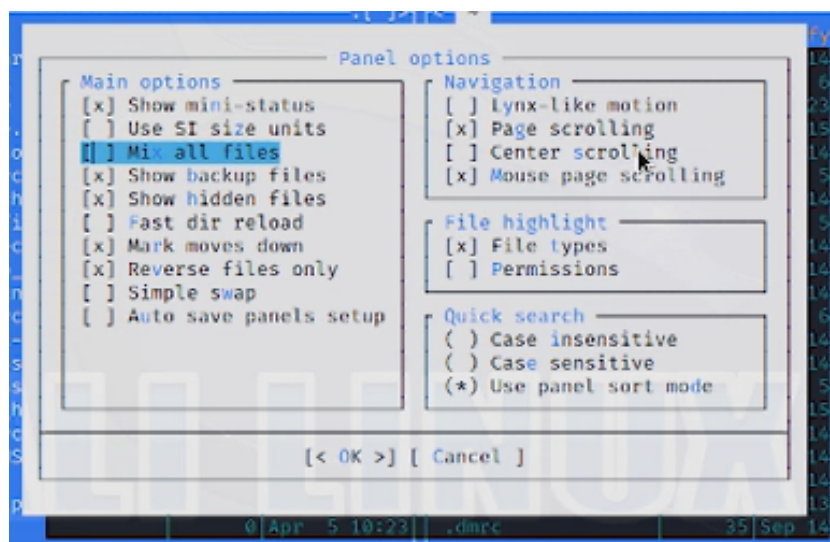 Panel options
Main options
[x] Show mini-status
[ ] Use SI size units
[ ] Mix all files
[x] Show backup files
[x] Show hidden files
[ ] Fast dir reload
[x] Mark moves down
[x] Reverse files only
[ ] Simple swap
[ ] Auto save panels setup
Navigation
[ ] Lynx-like motion
[x] Page scrolling
[ ] Center scrolling
[x] Mouse page scrolling
File highlight
[x] File types
[ ] Permissions
Quick search
( ) Case insensitive
( ) Case sensitive
(*) Use panel sort mode
[< OK >] [ Cancel ]
LI LINUX
0|Apr 5 10:23|| .dmrc | 35|Sep 14